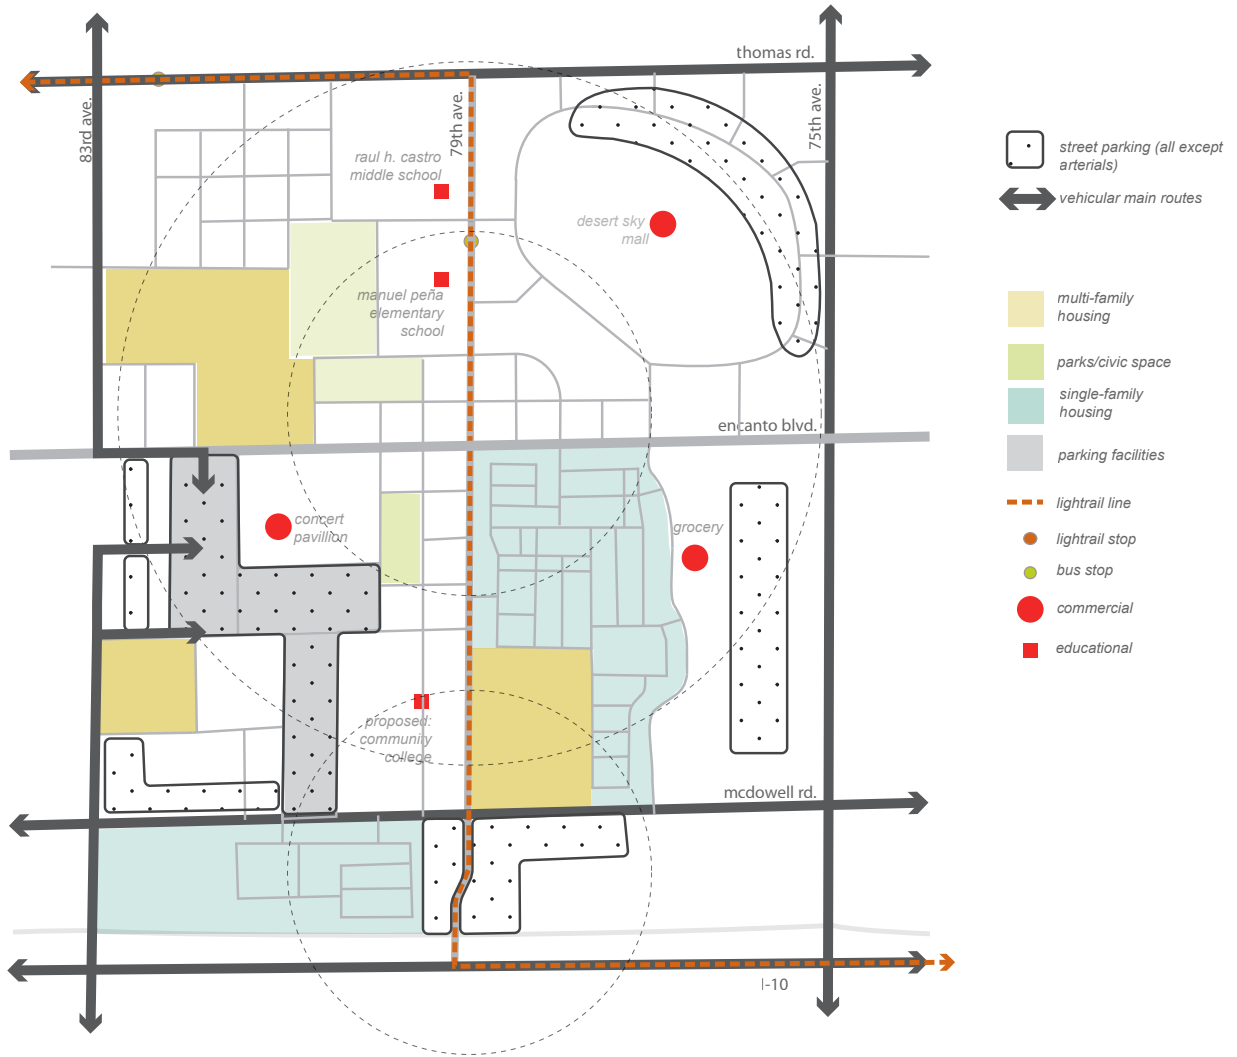 thomas rd.
83rd ave.
79th ave.
75th ave.
raul h. castro
middle school
desert sky
mall
manuel peña
elementary
school
encanto blvd.
concert
pavillion
grocery
proposed:
community
college
mcdowell rd.
I-10
street parking (all except
arterials)
vehicular main routes
multi-family
housing
parks/civic space
single-family
housing
parking facilities
lightrail line
lightrail stop
bus stop
commercial
educational